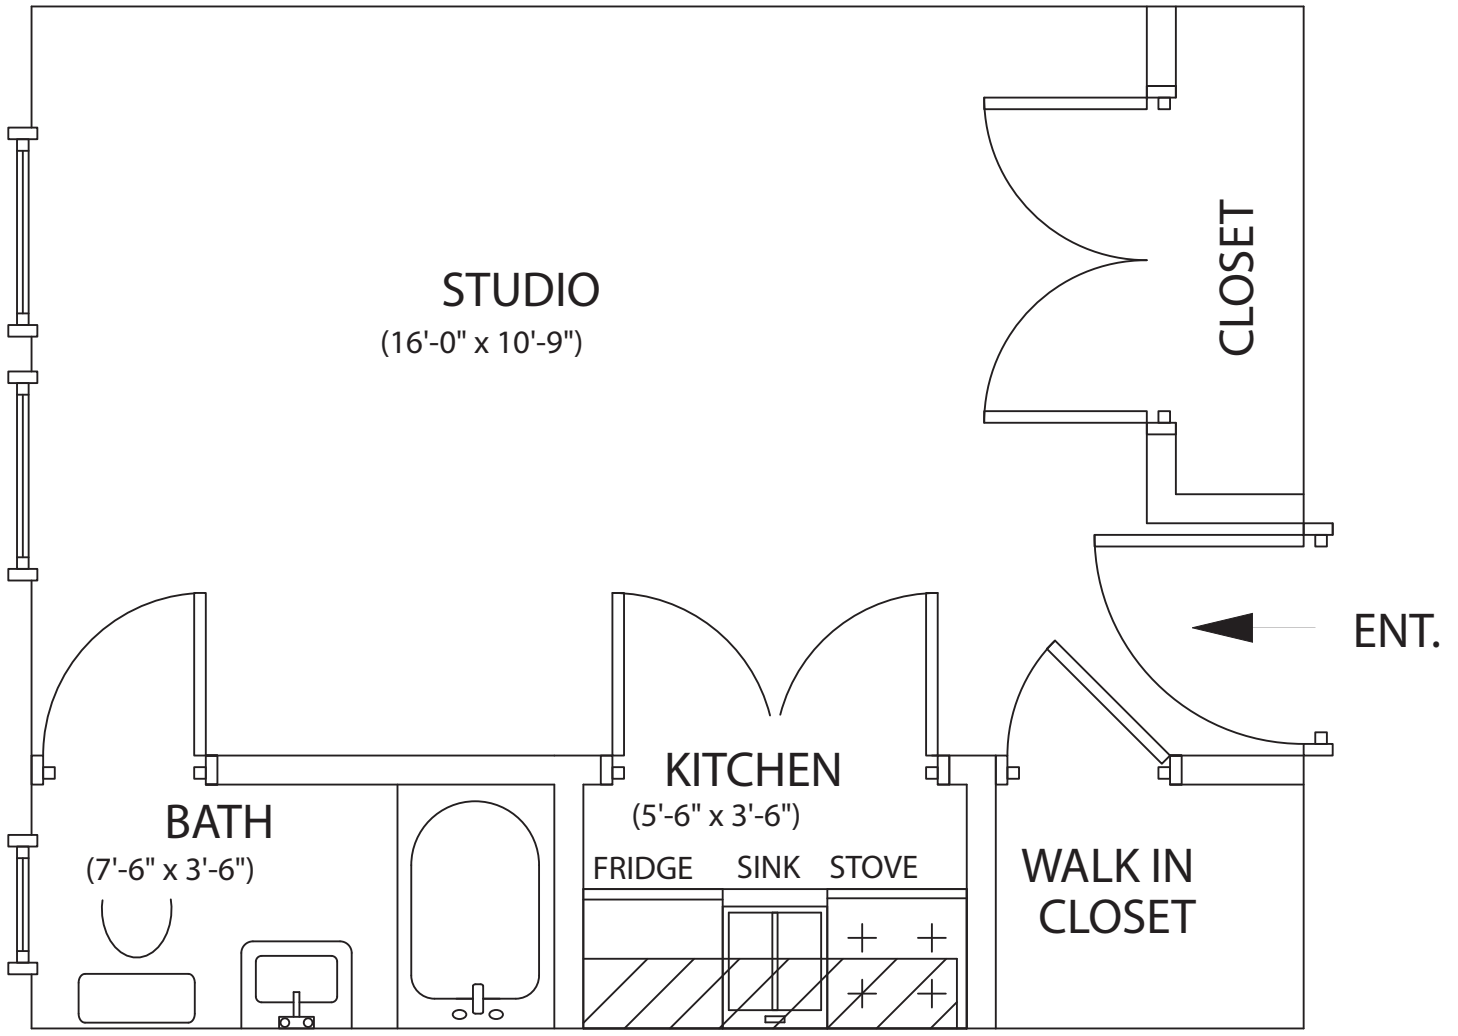 STUDIO
(16'-0" x 10'-9")
CLOSET
ENT.
KITCHEN
(5'-6" x 3'-6")
BATH
(7'-6" x 3'-6")
FRIDGE SINK STOVE
WALK IN
CLOSET